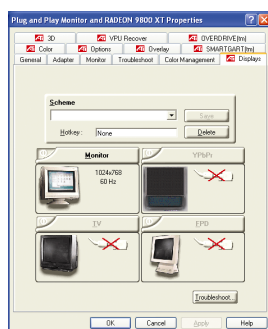 Plug and Play Monitor and RADEON 9800 XT Properties
3D VPU Recover OVERDRIVE(tm)
Color Options Overlay SMARTGART(tm)
General Adapter Monitor Troubleshoot Color Management Displays
Scheme
Save
Hotkey: None Delete
Monitor YPbPr
1024x768
60 Hz
TV FPD
Troubleshoot...
OK Cancel Apply Help